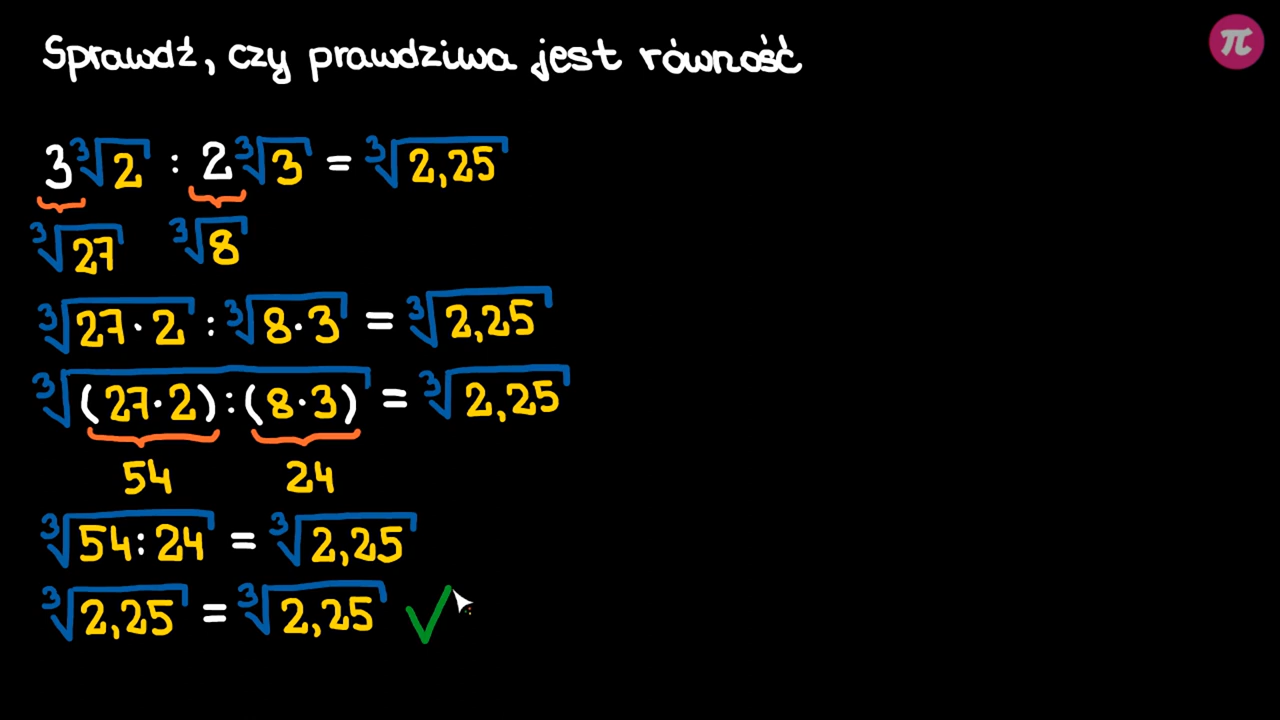 Sprawdź, czy prawdziwa jest równość
π
3∛2 : 2∛3 = ∛2,25
∛27 ∛8
∛27·2 : ∛8·3 = ∛2,25
∛(27·2):(8·3) = ∛2,25
54 24
∛54:24 = ∛2,25
∛2,25 = ∛2,25 ✓